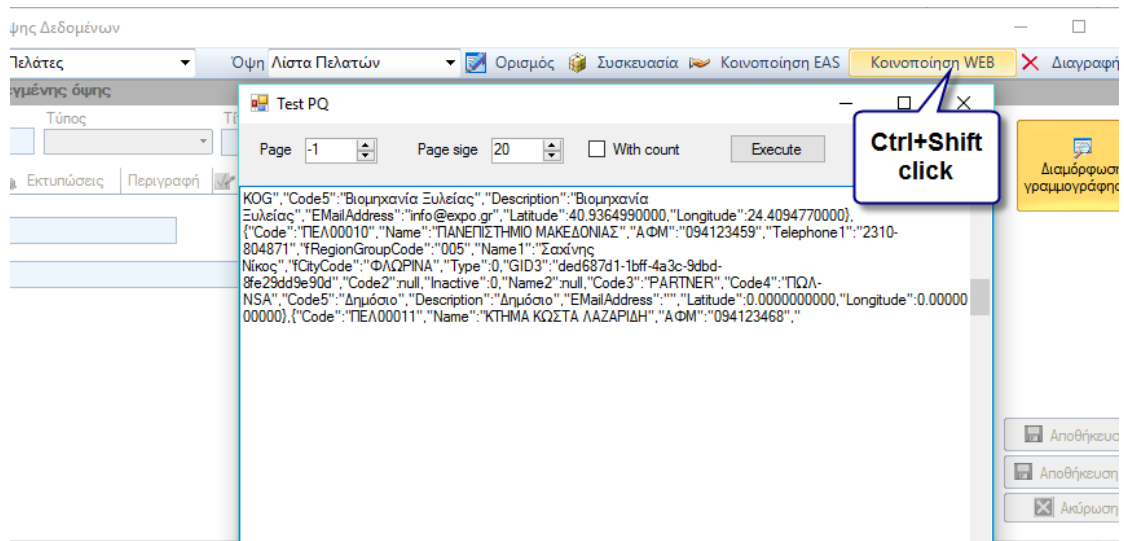 ψης Δεδομένων
Πελάτες Όψη Λίστα Πελατών Ορισμός Συσκευασία Κοινοποίηση EAS Κοινοποίηση WEB Διαγραφή
γμένης όψης
Τύπος Τί
Εκτυπώσεις Περιγραφή
Test PQ
Page -1 Page sige 20 With count Execute
Ctrl+Shift
click
Διαμόρφωσ
γραμμογράφησ
KOG","Code5":"Βιομηχανία Ξυλείας","Description":"Βιομηχανία
Ξυλείας","EMailAddress":"info@expo.gr","Latitude":40.9364990000,"Longitude":24.4094770000},
{"Code":"ΠΕΛ00010","Name":"ΠΑΝΕΠΙΣΤΗΜΙΟ ΜΑΚΕΔΟΝΙΑΣ","ΑΦΜ":"094123459","Telephone1":"2310-
804871","fRegionGroupCode":"005","Name1":"Σαχίνης
Νίκος","fCityCode":"ΦΛΩΡΙΝΑ","Type":0,"GID3":"ded687d1-1bff-4a3c-9dbd-
8fe29dd9e90d","Code2":null,"Inactive":0,"Name2":null,"Code3":"PARTNER","Code4":"ΠΩΛ-
NSA","Code5":"Δημόσιο","Description":"Δημόσιο","EMailAddress":"","Latitude":0.0000000000,"Longitude":0.00000
00000},{"Code":"ΠΕΛ00011","Name":"ΚΤΗΜΑ ΚΩΣΤΑ ΛΑΖΑΡΙΔΗ","ΑΦΜ":"094123468","
Αποθήκευσ
Αποθήκευση
Ακύρωση